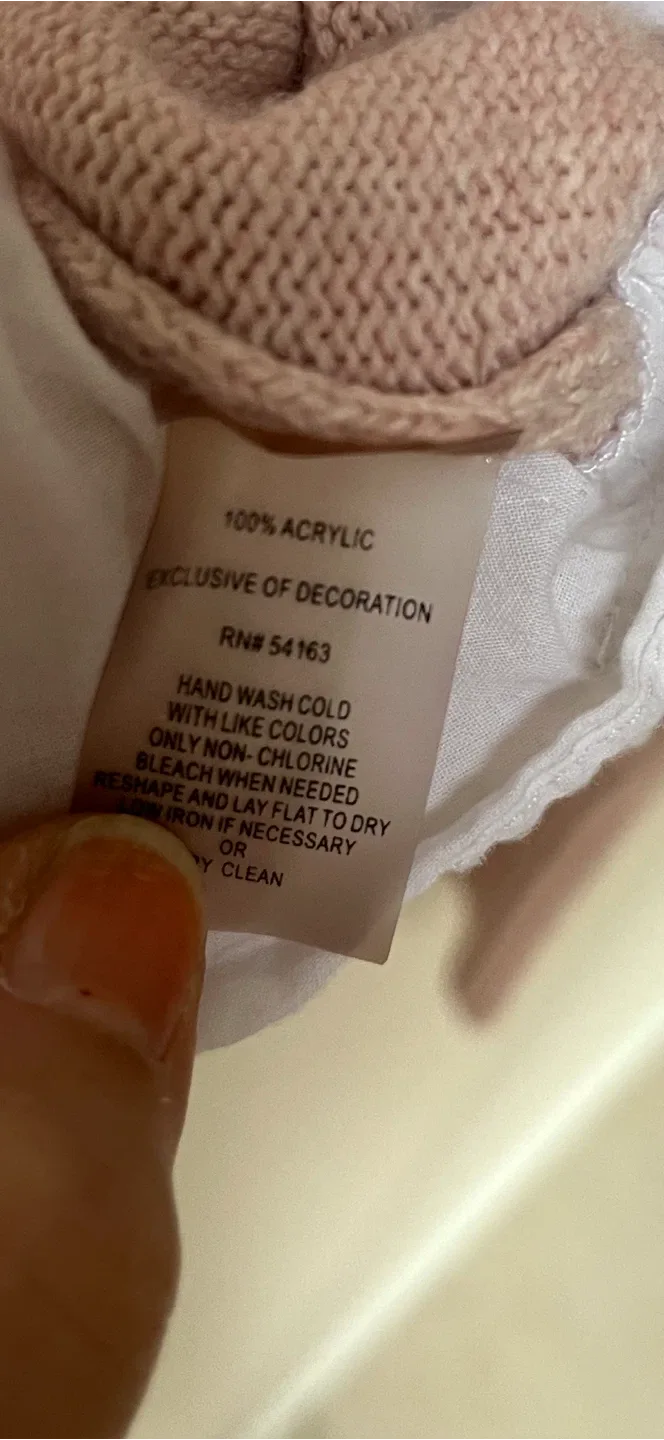 100% ACRYLIC
EXCLUSIVE OF DECORATION
RN# 54163
HAND WASH COLD
WITH LIKE COLORS
ONLY NON- CHLORINE
BLEACH WHEN NEEDED
RESHAPE AND LAY FLAT TO DRY
LOW IRON IF NECESSARY
OR
CLEAN